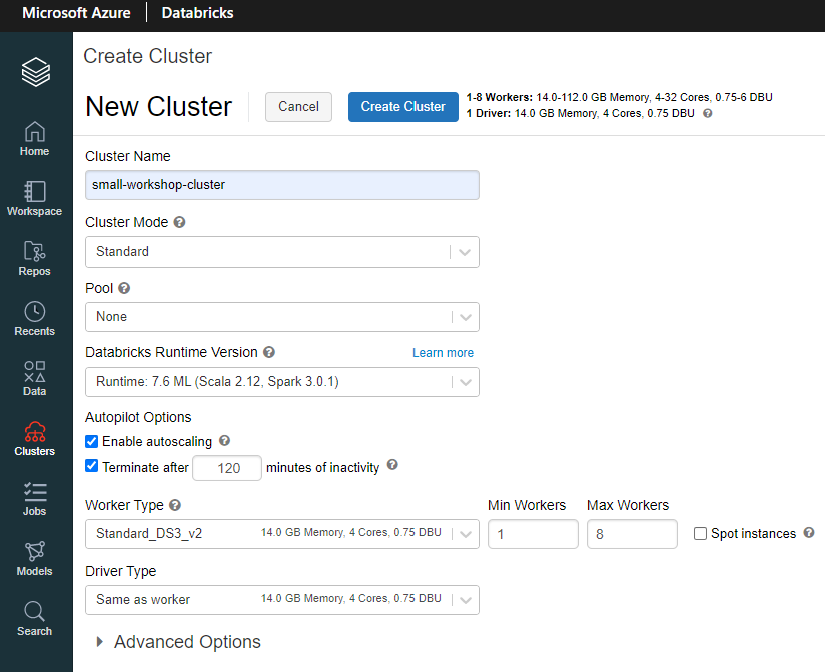 Microsoft Azure | Databricks
Home
Workspace
Repos
Recents
Data
Clusters
Jobs
Models
Search
Create Cluster
New Cluster
Cancel
Create Cluster
1-8 Workers: 14.0-112.0 GB Memory, 4-32 Cores, 0.75-6 DBU
1 Driver: 14.0 GB Memory, 4 Cores, 0.75 DBU ?
Cluster Name
small-workshop-cluster
Cluster Mode ?
Standard
Pool ?
None
Databricks Runtime Version ? Learn more
Runtime: 7.6 ML (Scala 2.12, Spark 3.0.1)
Autopilot Options
Enable autoscaling ?
Terminate after 120 minutes of inactivity ?
Worker Type ? Min Workers Max Workers
Standard_DS3_v2 14.0 GB Memory, 4 Cores, 0.75 DBU 1 8 Spot instances ?
Driver Type
Same as worker 14.0 GB Memory, 4 Cores, 0.75 DBU
Advanced Options